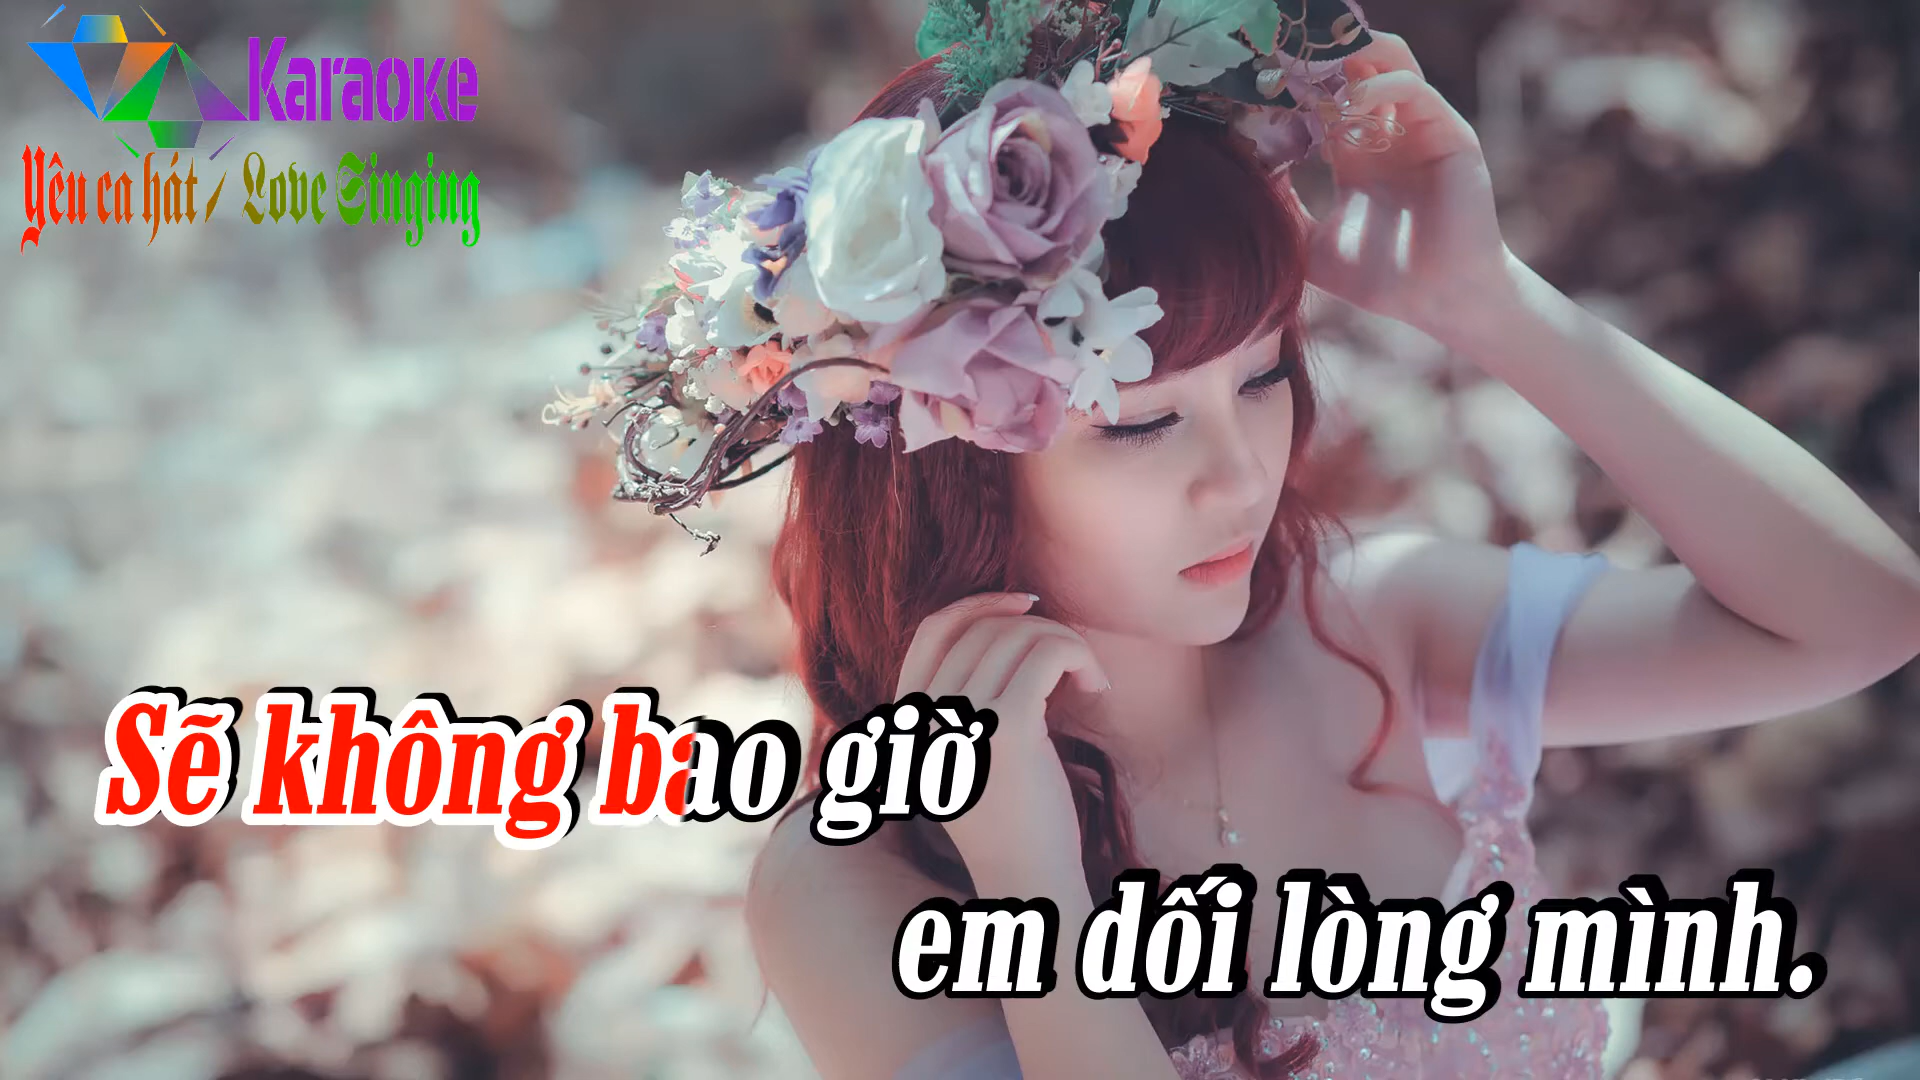 Karaoke
Yêu ca hát / Love Singing
Sẽ không bao giờ
em dối lòng mình.